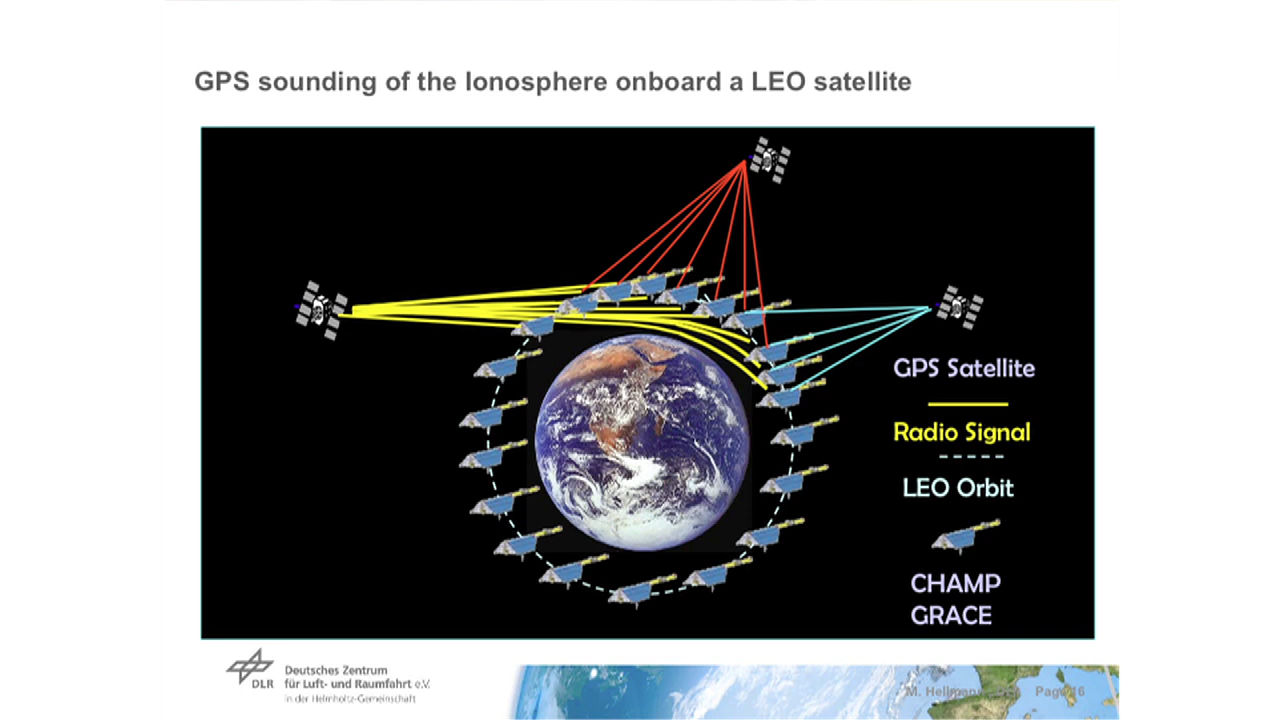 GPS sounding of the Ionosphere onboard a LEO satellite
GPS Satellite
Radio Signal
LEO Orbit
CHAMP
GRACE
DLR
Deutsches Zentrum
für Luft- und Raumfahrt e.V.
in der Helmholtz-Gemeinschaft
M. Hellmann